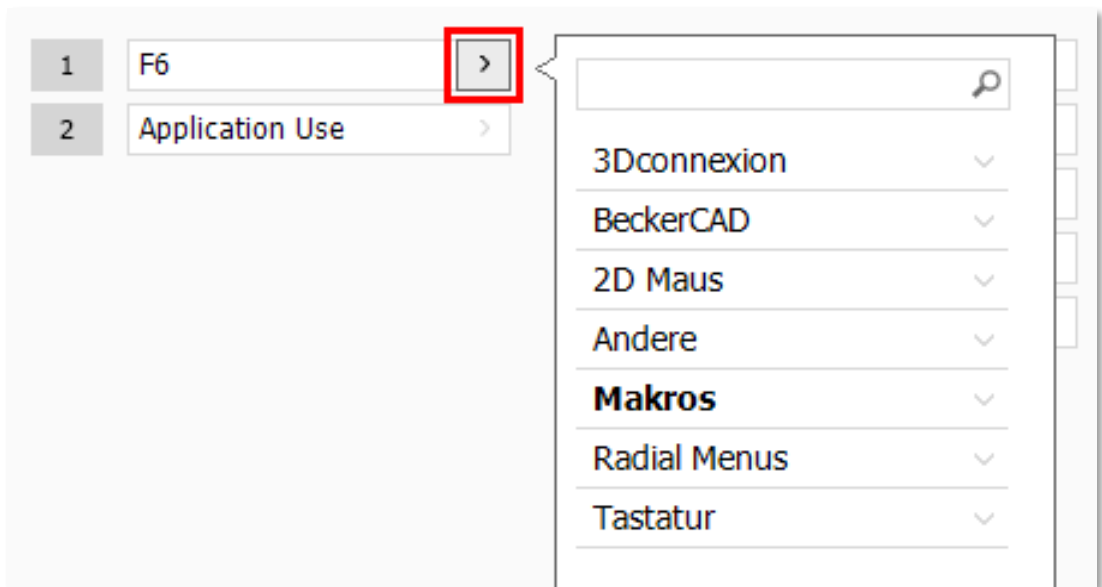 1 F6
2 Application Use
3Dconnexion
BeckerCAD
2D Maus
Andere
Makros
Radial Menus
Tastatur